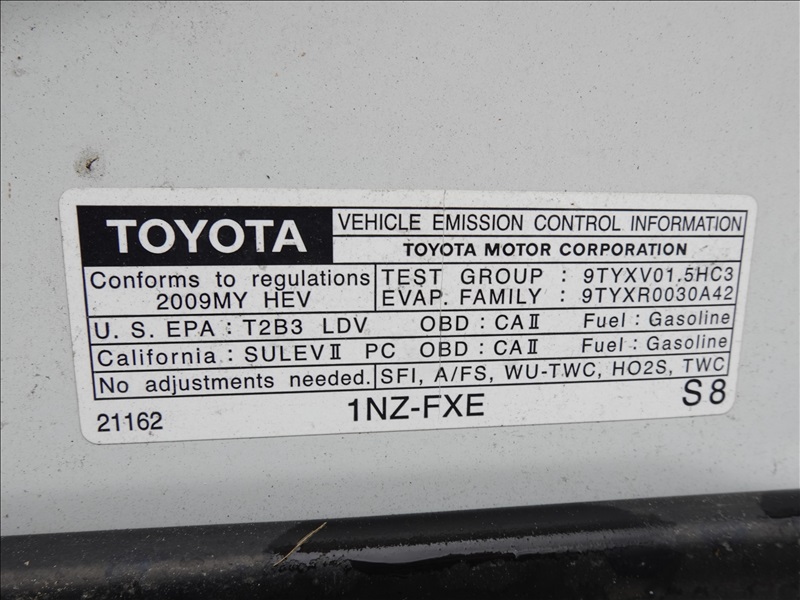 TOYOTA
VEHICLE EMISSION CONTROL INFORMATION
TOYOTA MOTOR CORPORATION
Conforms to regulations
2009MY HEV
TEST GROUP : 9TYXV01.5HC3
EVAP. FAMILY : 9TYXR0030A42
U. S. EPA : T2B3 LDV OBD : CAⅡ Fuel : Gasoline
California : SULEVⅡ PC OBD : CAⅡ Fuel : Gasoline
No adjustments needed. SFI, A/FS, WU-TWC, HO2S, TWC
21162 1NZ-FXE S8